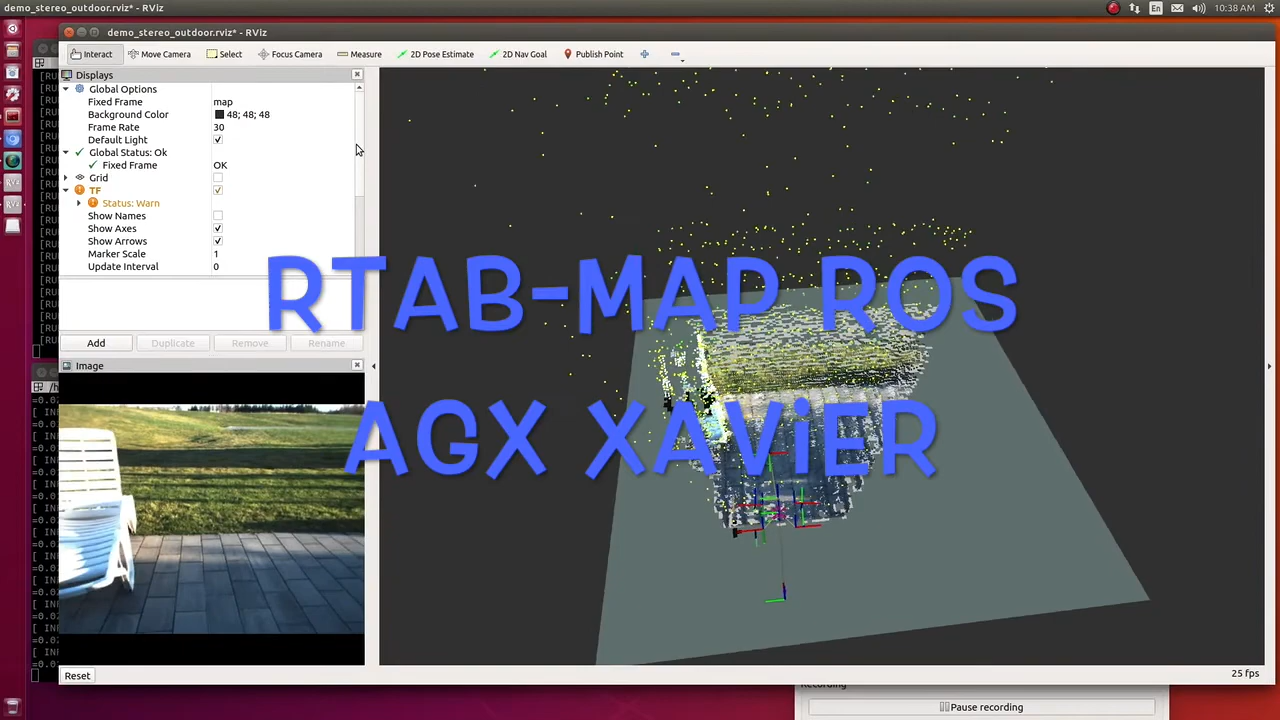 demo_stereo_outdoor.rviz* - RViz
En
10:38 AM
demo_stereo_outdoor.rviz* - RViz
Interact
Move Camera
Select
Focus Camera
Measure
2D Pose Estimate
2D Nav Goal
Publish Point
Displays
Global Options
Fixed Frame map
Background Color 48; 48; 48
Frame Rate 30
Default Light
Global Status: Ok
Fixed Frame OK
Grid
TF
Status: Warn
Show Names
Show Axes
Show Arrows
Marker Scale 1
Update Interval 0
RTAB-MAP ROS
AGX XAViER
Add
Duplicate
Remove
Rename
Image
Reset
25 fps
Recording
Pause recording